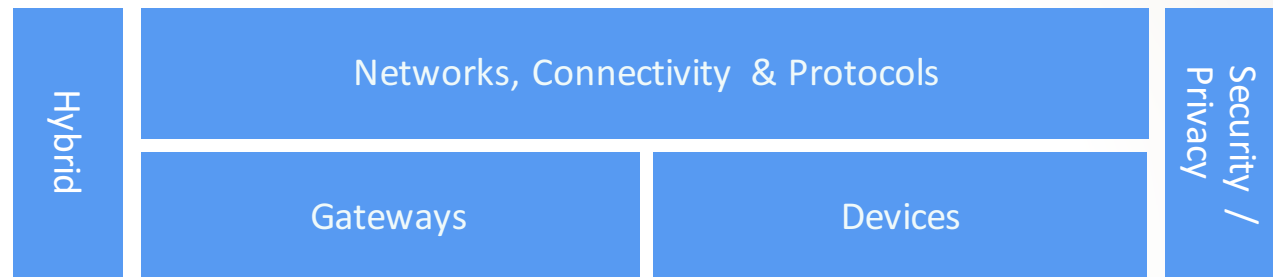 Hybrid
Networks, Connectivity & Protocols
Gateways
Devices
Security /
Privacy